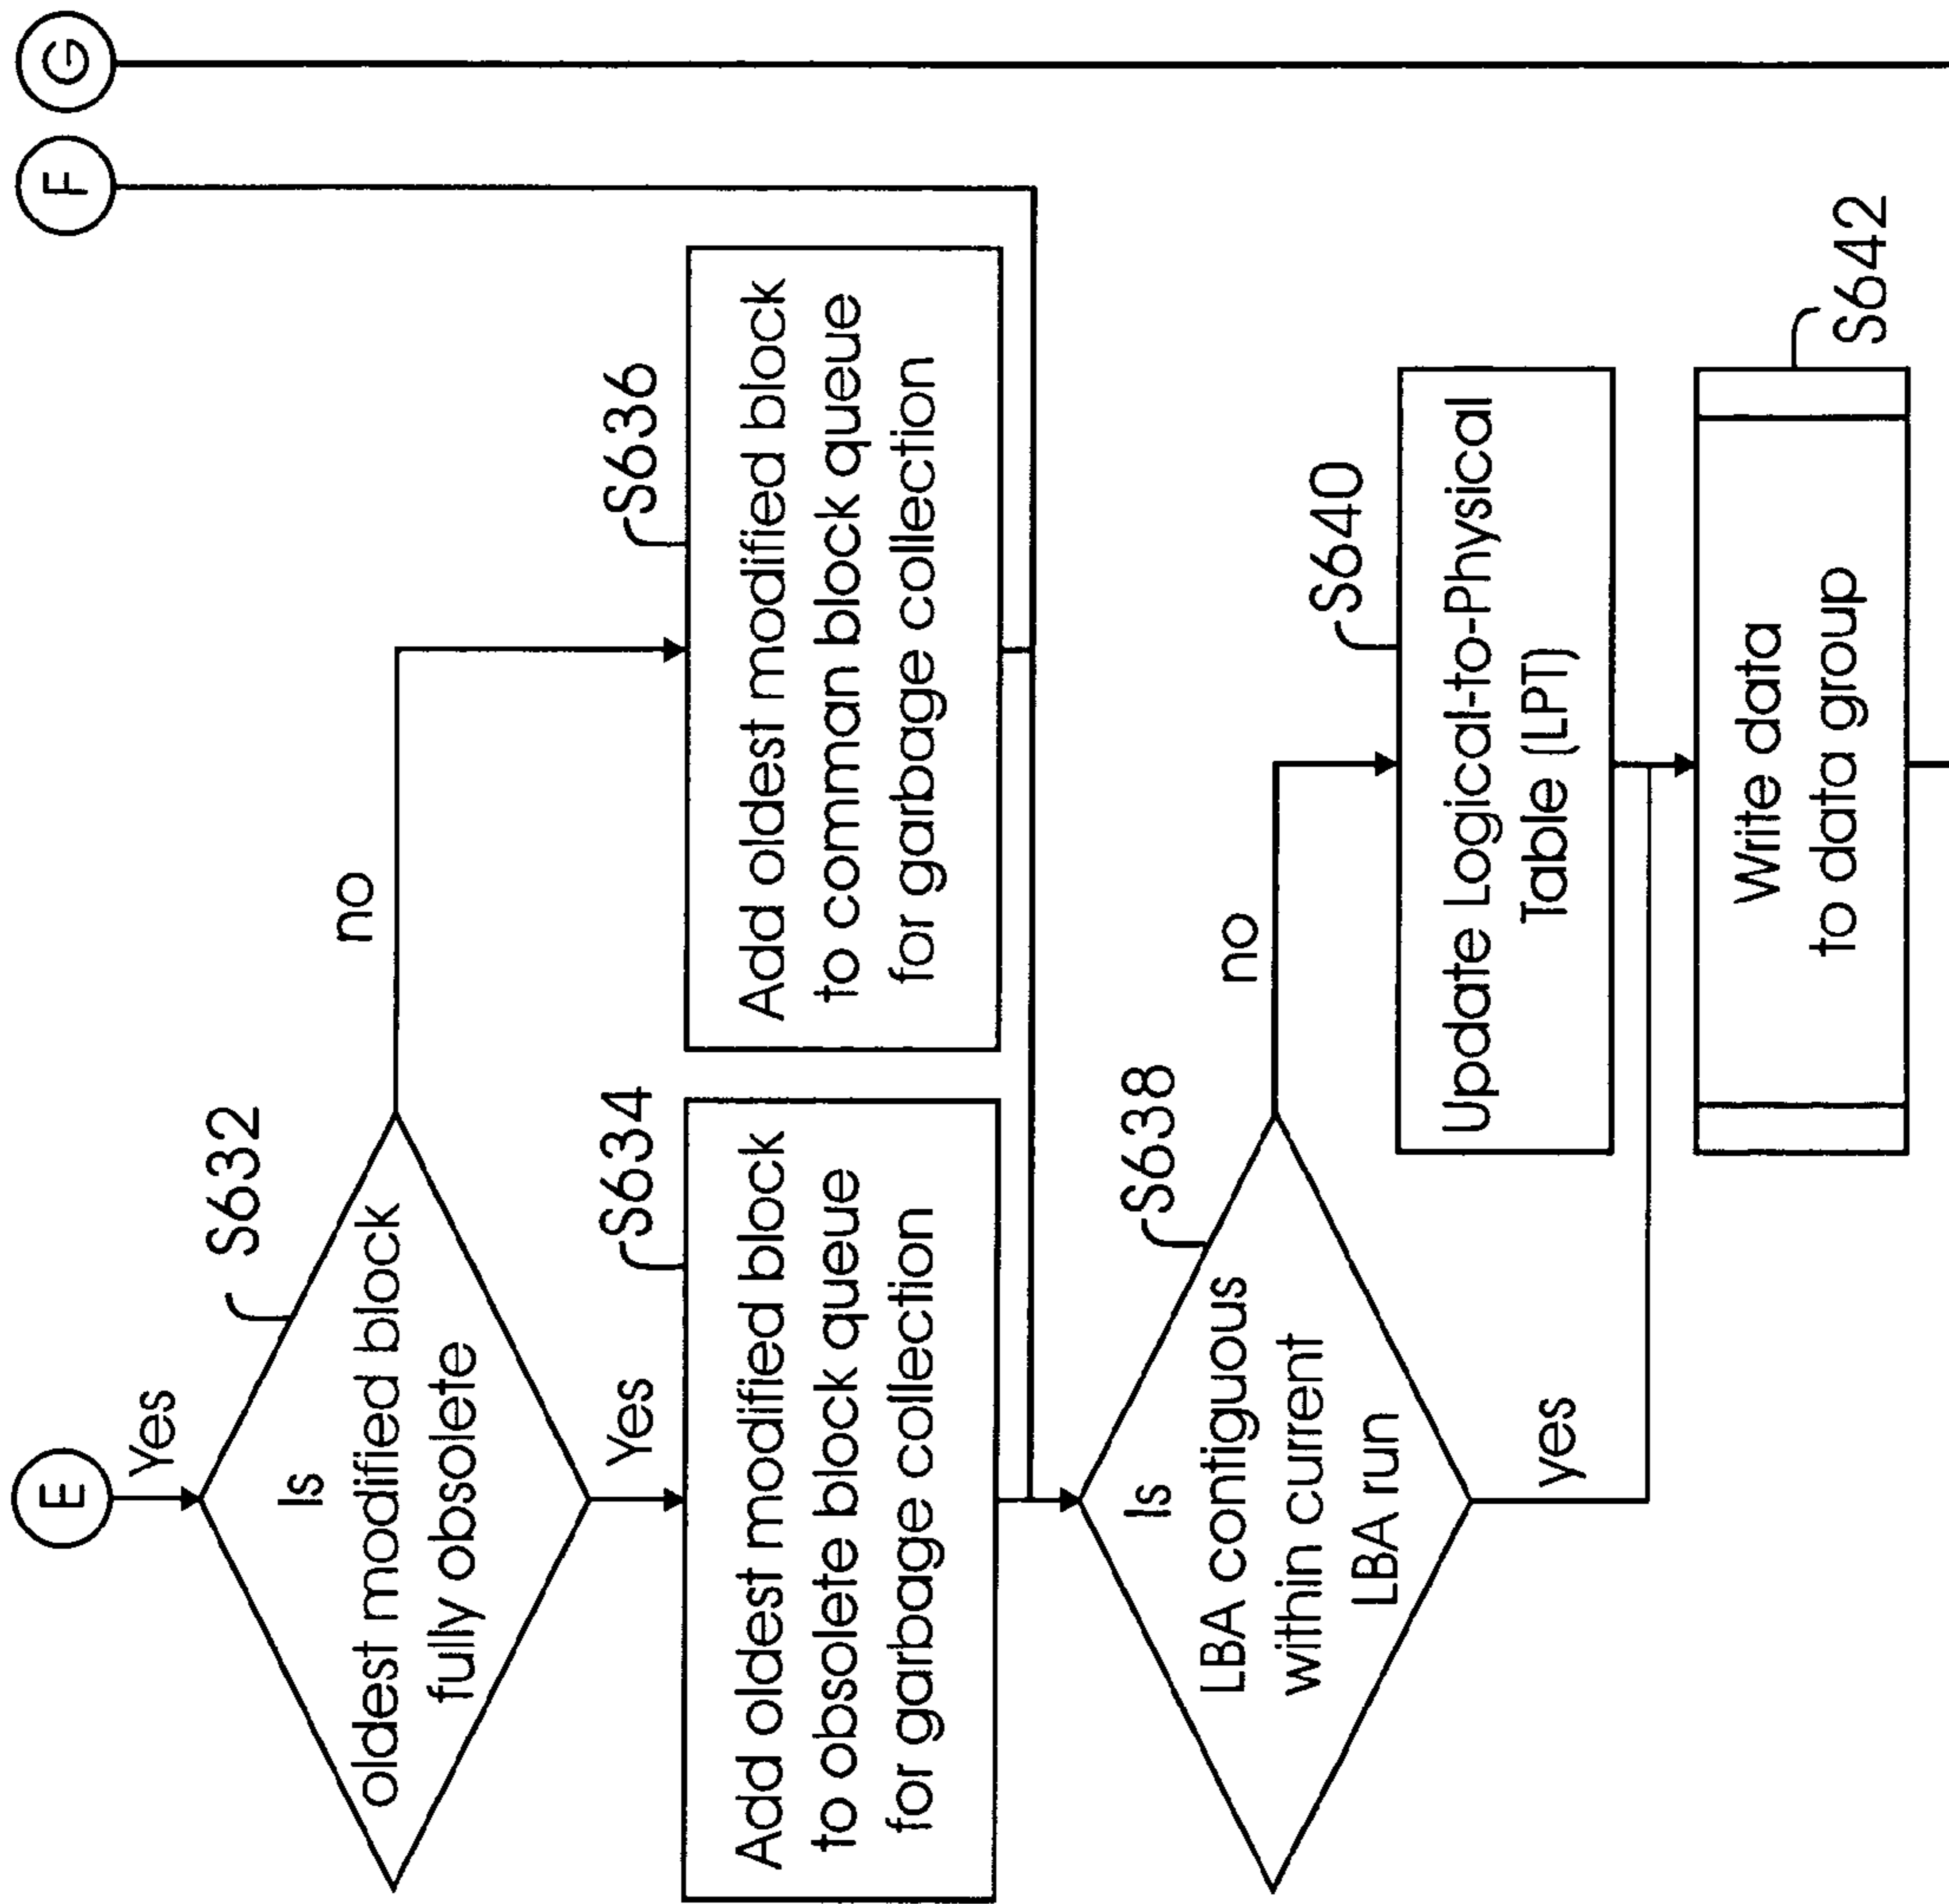 E
F
G
Yes
S632
Is
oldest modified block
fully obsolete
no
Yes
S634
Add oldest modified block
to obsolete block queue
for garbage collection
S636
Add oldest modified block
to comman block queue
for garbage collection
S638
Is
LBA contiguous
within current
LBA run
no
yes
S640
Update Logical-to-Physical
Table (LPT)
S642
Write data
to data group